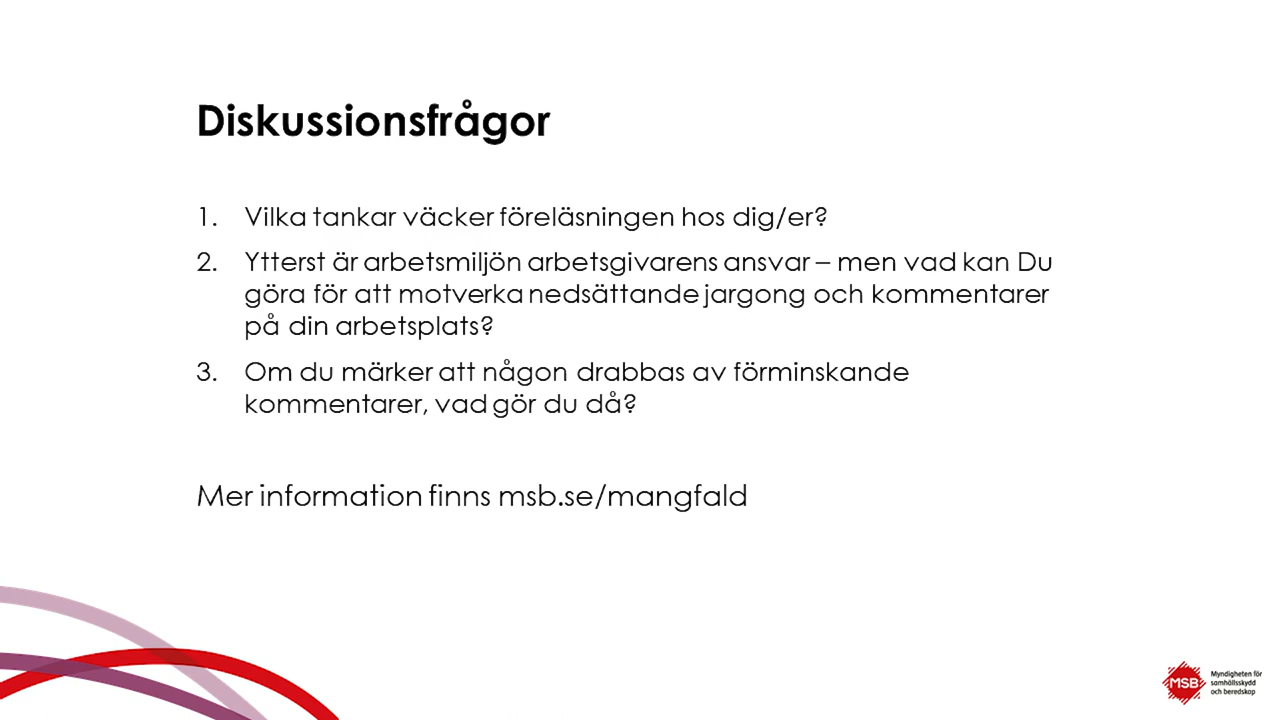 Diskussionsfrågor
1. Vilka tankar väcker föreläsningen hos dig/er?
2. Ytterst är arbetsmiljön arbetsgivarens ansvar – men vad kan Du
göra för att motverka nedsättande jargong och kommentarer
på din arbetsplats?
3. Om du märker att någon drabbas av förminskande
kommentarer, vad gör du då?
Mer information finns msb.se/mangfald
MSB
Myndigheten för
samhällsskydd
och beredskap